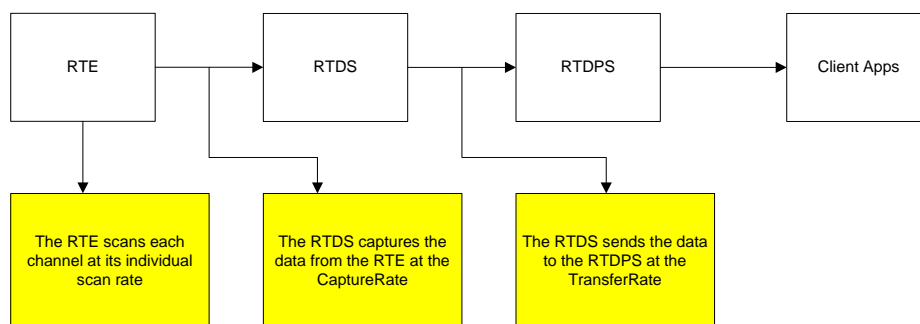 RTE
RTDS
RTDPS
Client Apps
The RTE scans each
channel at its individual
scan rate
The RTDS captures the
data from the RTE at the
CaptureRate
The RTDS sends the data
to the RTDPS at the
TransferRate